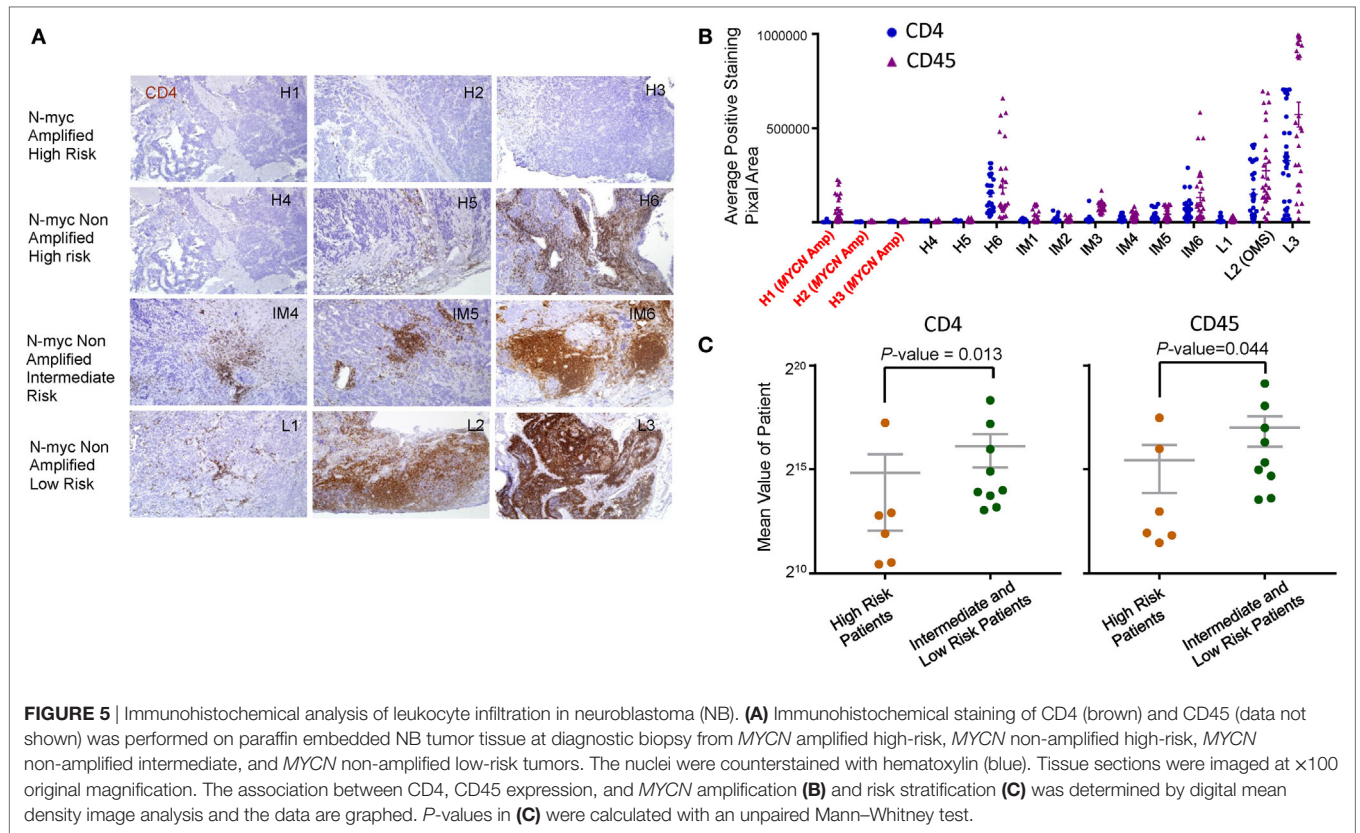 A
N-myc
Amplified
High Risk
CD4
H1
H2
H3
N-myc Non
Amplified
High risk
H4
H5
H6
N-myc Non
Amplified
Intermediate
Risk
IM4
IM5
IM6
N-myc Non
Amplified
Low Risk
L1
L2
L3
B
Average Positive Staining
Pixal Area
1000000
500000
0
CD4
CD45
H1 (MYCN Amp)
H2 (MYCN Amp)
H3 (MYCN Amp)
H4
H5
H6
IM1
IM2
IM3
IM4
IM5
IM6
L1
L2 (OMS)
L3
C
CD4
P-value = 0.013
Mean Value of Patient
2²⁰
2¹⁵
2¹⁰
High Risk
Patients
Intermediate and
Low Risk Patients
CD45
P-value=0.044
High Risk
Patients
Intermediate and
Low Risk Patients
FIGURE 5 | Immunohistochemical analysis of leukocyte infiltration in neuroblastoma (NB). (A) Immunohistochemical staining of CD4 (brown) and CD45 (data not
shown) was performed on paraffin embedded NB tumor tissue at diagnostic biopsy from MYCN amplified high-risk, MYCN non-amplified high-risk, MYCN
non-amplified intermediate, and MYCN non-amplified low-risk tumors. The nuclei were counterstained with hematoxylin (blue). Tissue sections were imaged at ×100
original magnification. The association between CD4, CD45 expression, and MYCN amplification (B) and risk stratification (C) was determined by digital mean
density image analysis and the data are graphed. P-values in (C) were calculated with an unpaired Mann–Whitney test.